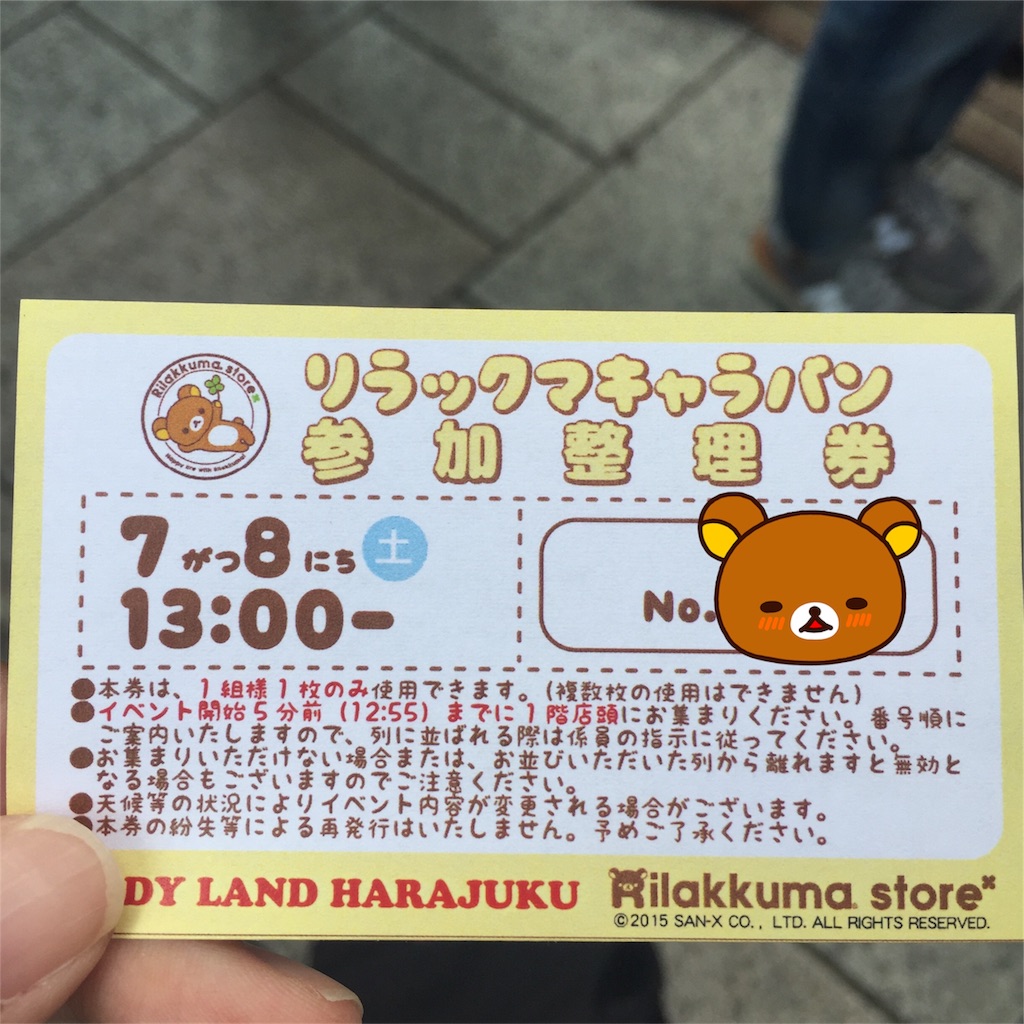 Rilakkuma store
リラックマキャラバン
参加整理券
7がつ8にち 土
13:00-
No.
●本券は、1組様1枚のみ使用できます。(複数枚の使用はできません)
●イベント開始5分前(12:55)までに1階店頭にお集まりください。番号順に
ご案内いたしますので、列に並ばれる際は係員の指示に従ってください。
●お集まりいただけない場合または、お並びいただいた列から離れますと無効と
なる場合もございますのでご注意ください。
●天候等の状況によりイベント内容が変更される場合がございます。
●本券の紛失等による再発行はいたしません。予めご了承ください。
DY LAND HARAJUKU
Rilakkuma store
©2015 SAN-X CO., LTD. ALL RIGHTS RESERVED.